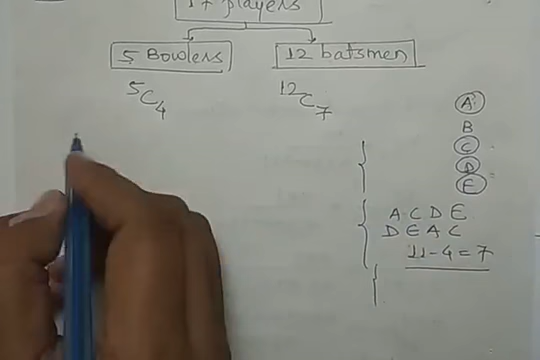 17 players
5 Bowlers 12 batsmen
⁵C₄ ¹²C₇
A
B
C
D
E
A C D E
D E A C
11-4=7